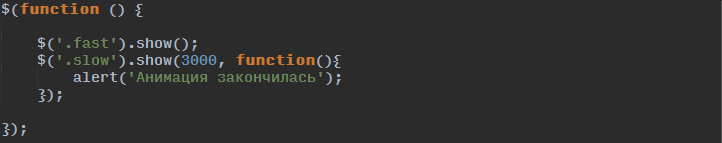 $(function () {
$('.fast').show();
$('.slow').show(3000, function(){
alert('Анимация закончилась');
});
});